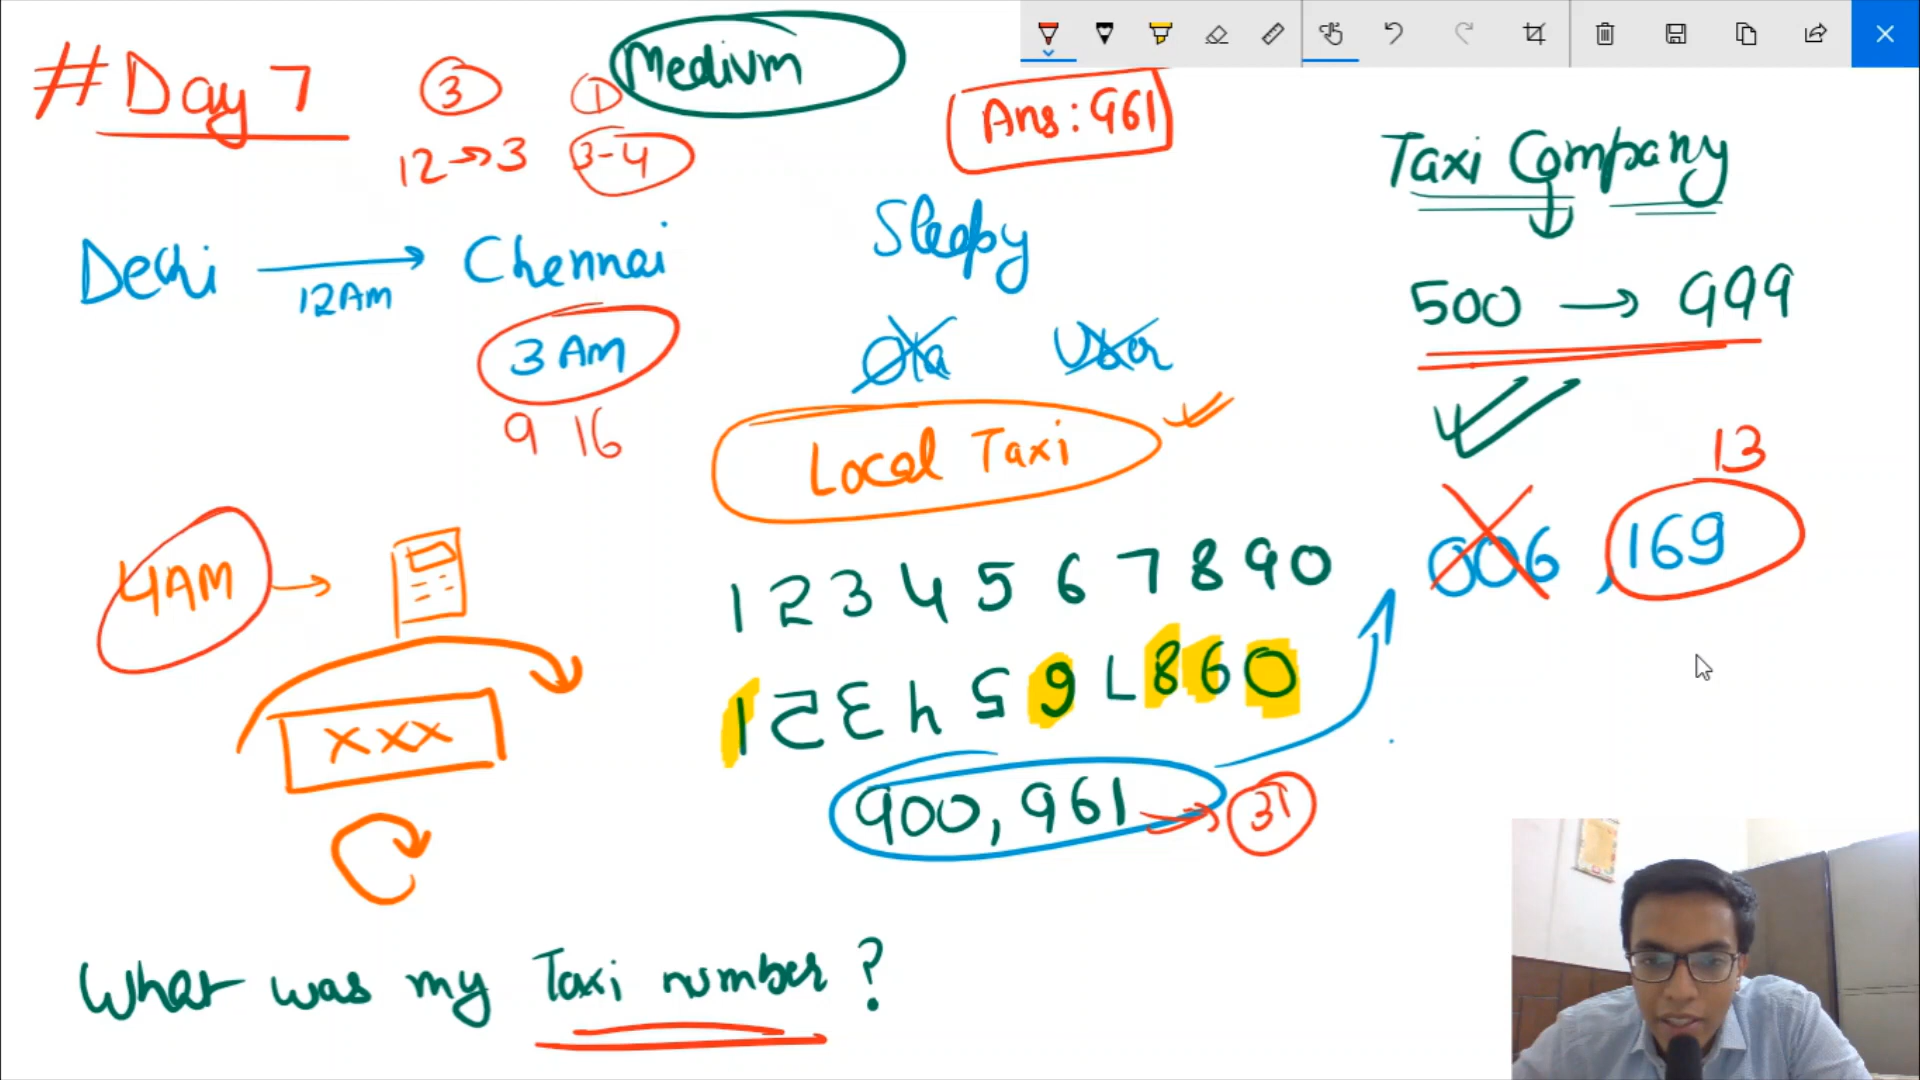 #Day 7
3
1
Medium
12 → 3
3-4
Ans: 961
Taxi Company
Delhi → Chennai
12Am
Sleepy
500 → 999
3 Am
Ola Uber
9 16
Local Taxi
13
4AM →
006, 169
1 2 3 4 5 6 7 8 9 0
XXX
900, 961 → 31
What was my Taxi number?